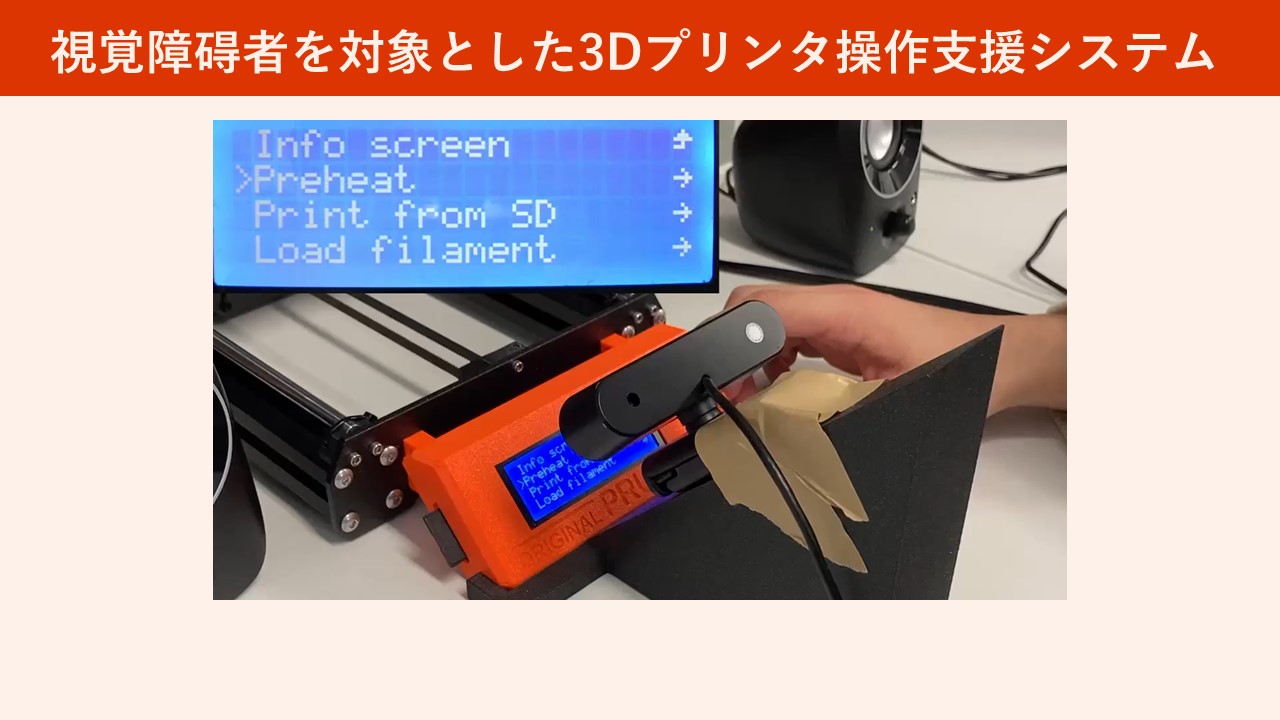 視覚障碍者を対象とした3Dプリンタ操作支援システム
Info screen
>Preheat →
Print from SD →
Load filament →
Info scr
>Preheat
Print from
Load filament
ORIGINAL PRU